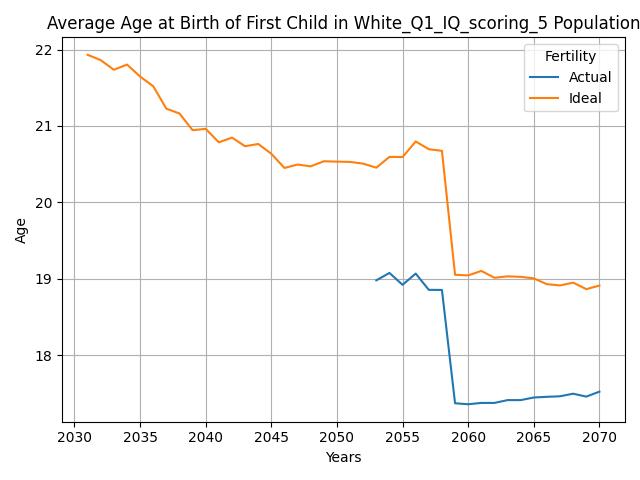 Average Age at Birth of First Child in White_Q1_IQ_scoring_5 Population
Fertility
Actual
Ideal
22
21
20
19
18
Age
2030 2035 2040 2045 2050 2055 2060 2065 2070
Years